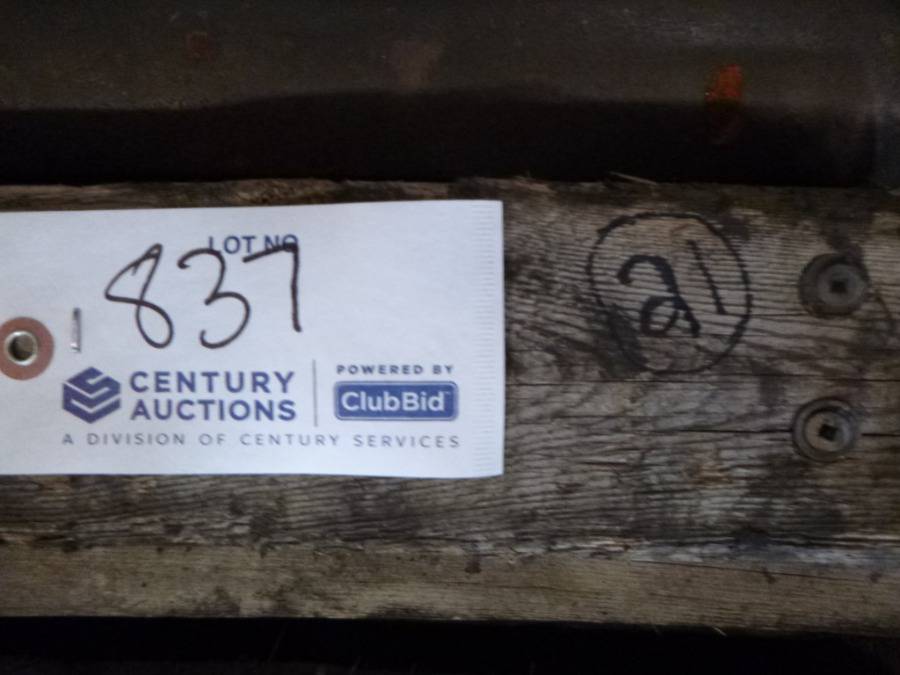 LOT NO
837
CENTURY
AUCTIONS
POWERED BY
ClubBid
A DIVISION OF CENTURY SERVICES
21